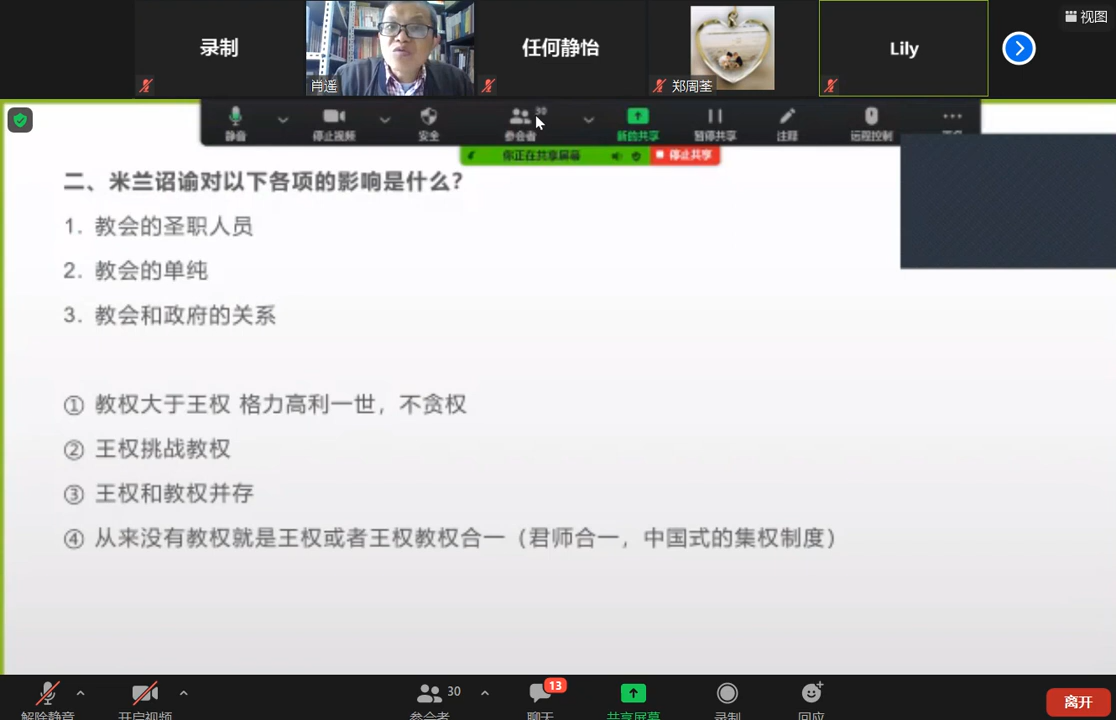 视图
录制
任何静怡
Lily
肖遥
郑周荃
30
静音
停止视频
安全
参会者
新的共享
暂停共享
注释
远程控制
你正在共享屏幕
停止共享
二、米兰诏谕对以下各项的影响是什么？
1. 教会的圣职人员
2. 教会的单纯
3. 教会和政府的关系
① 教权大于王权 格力高利一世，不贪权
② 王权挑战教权
③ 王权和教权并存
④ 从来没有教权就是王权或者王权教权合一（君师合一，中国式的集权制度）
30
13
解除静音
开启视频
参会者
聊天
共享屏幕
录制
回应
离开